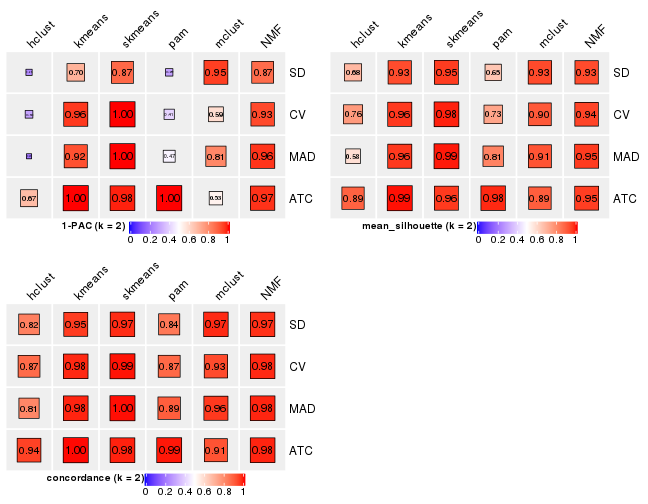 hclust kmeans skmeans pam mclust NMF
0.70 0.87 0.95 0.87 SD
0.96 1.00 0.41 0.59 0.93 CV
0.92 1.00 0.47 0.81 0.96 MAD
0.67 1.00 0.98 1.00 0.53 0.97 ATC
1-PAC (k = 2)
0 0.2 0.4 0.6 0.8 1
hclust kmeans skmeans pam mclust NMF
0.68 0.93 0.95 0.65 0.93 0.93 SD
0.76 0.96 0.98 0.73 0.90 0.94 CV
0.58 0.96 0.99 0.81 0.91 0.95 MAD
0.89 0.99 0.96 0.98 0.89 0.95 ATC
mean_silhouette (k = 2)
0 0.2 0.4 0.6 0.8 1
hclust kmeans skmeans pam mclust NMF
0.82 0.95 0.97 0.84 0.97 0.97 SD
0.87 0.98 0.99 0.87 0.93 0.98 CV
0.81 0.98 1.00 0.89 0.96 0.98 MAD
0.94 1.00 0.98 0.99 0.91 0.98 ATC
concordance (k = 2)
0 0.2 0.4 0.6 0.8 1